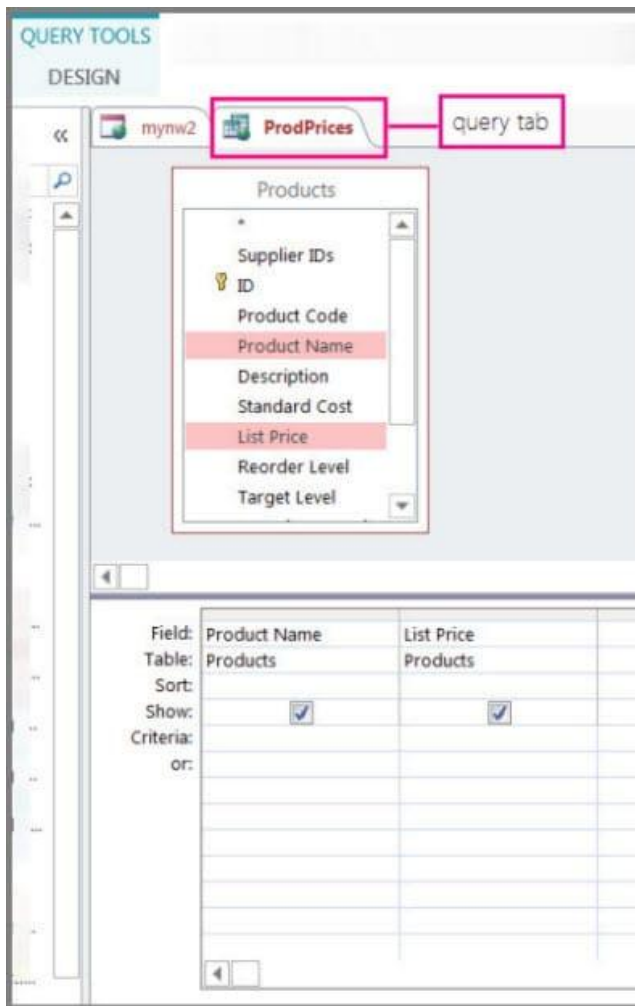 QUERY TOOLS
DESIGN
«
mynw2
ProdPrices
query tab
Products
*
Supplier IDs
ID
Product Code
Product Name
Description
Standard Cost
List Price
Reorder Level
Target Level
Field: Product Name List Price
Table: Products Products
Sort:
Show:
Criteria:
or: